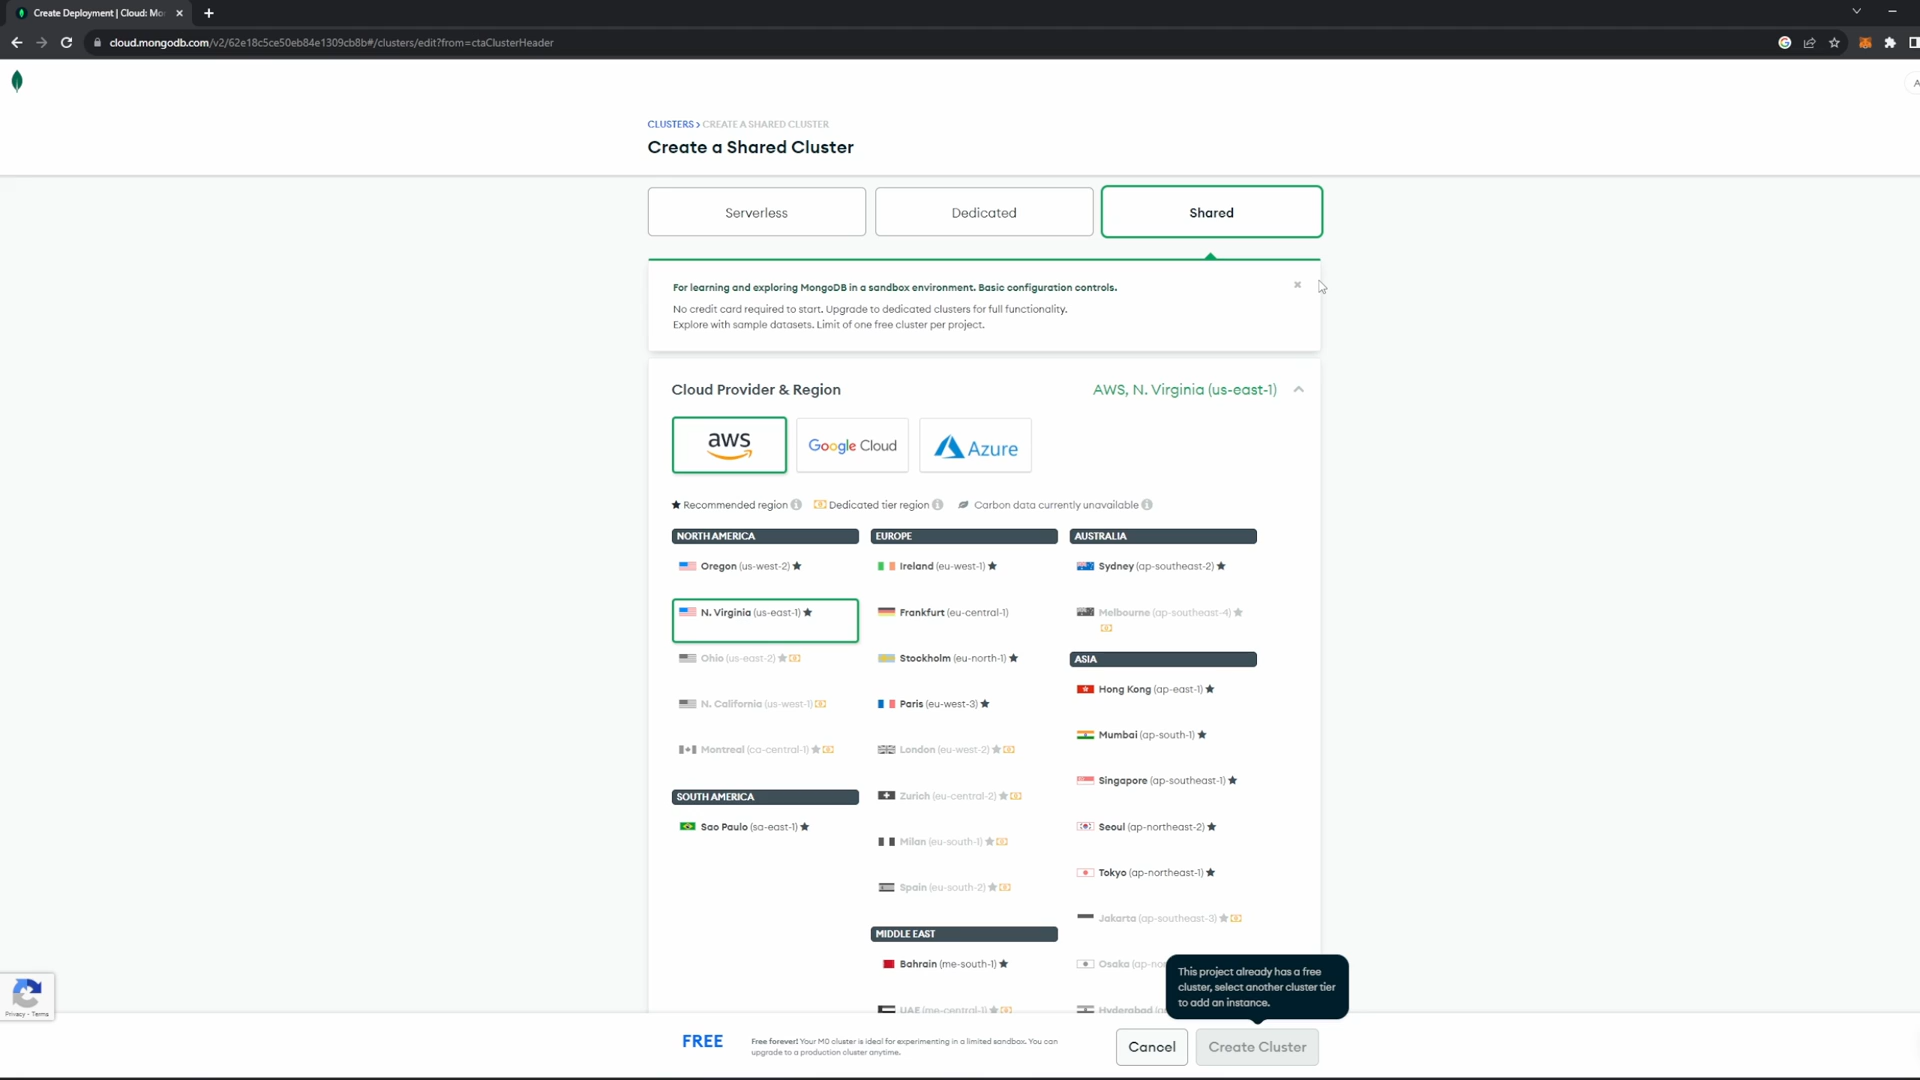 Create Deployment | Cloud: Mo
cloud.mongodb.com/v2/62e18c5ce50eb84e1309cb8b#/clusters/edit?from=ctaClusterHeader
A
CLUSTERS > CREATE A SHARED CLUSTER
Create a Shared Cluster
Serverless
Dedicated
Shared
For learning and exploring MongoDB in a sandbox environment. Basic configuration controls.
No credit card required to start. Upgrade to dedicated clusters for full functionality.
Explore with sample datasets. Limit of one free cluster per project.
Cloud Provider & Region
AWS, N. Virginia (us-east-1)
aws
Google Cloud
Azure
Recommended region
Dedicated tier region
Carbon data currently unavailable
NORTH AMERICA
Oregon (us-west-2)
N. Virginia (us-east-1)
Ohio (us-east-2)
N. California (us-west-1)
Montreal (ca-central-1)
SOUTH AMERICA
Sao Paulo (sa-east-1)
EUROPE
Ireland (eu-west-1)
Frankfurt (eu-central-1)
Stockholm (eu-north-1)
Paris (eu-west-3)
London (eu-west-2)
Zurich (eu-central-2)
Milan (eu-south-1)
Spain (eu-south-2)
MIDDLE EAST
Bahrain (me-south-1)
UAE (me-central-1)
AUSTRALIA
Sydney (ap-southeast-2)
Melbourne (ap-southeast-4)
ASIA
Hong Kong (ap-east-1)
Mumbai (ap-south-1)
Singapore (ap-southeast-1)
Seoul (ap-northeast-2)
Tokyo (ap-northeast-1)
Jakarta (ap-southeast-3)
Osaka (ap-no
Hyderabad (
This project already has a free
cluster, select another cluster tier
to add an instance.
Privacy - Terms
FREE
Free forever! Your M0 cluster is ideal for experimenting in a limited sandbox. You can
upgrade to a production cluster anytime.
Cancel
Create Cluster